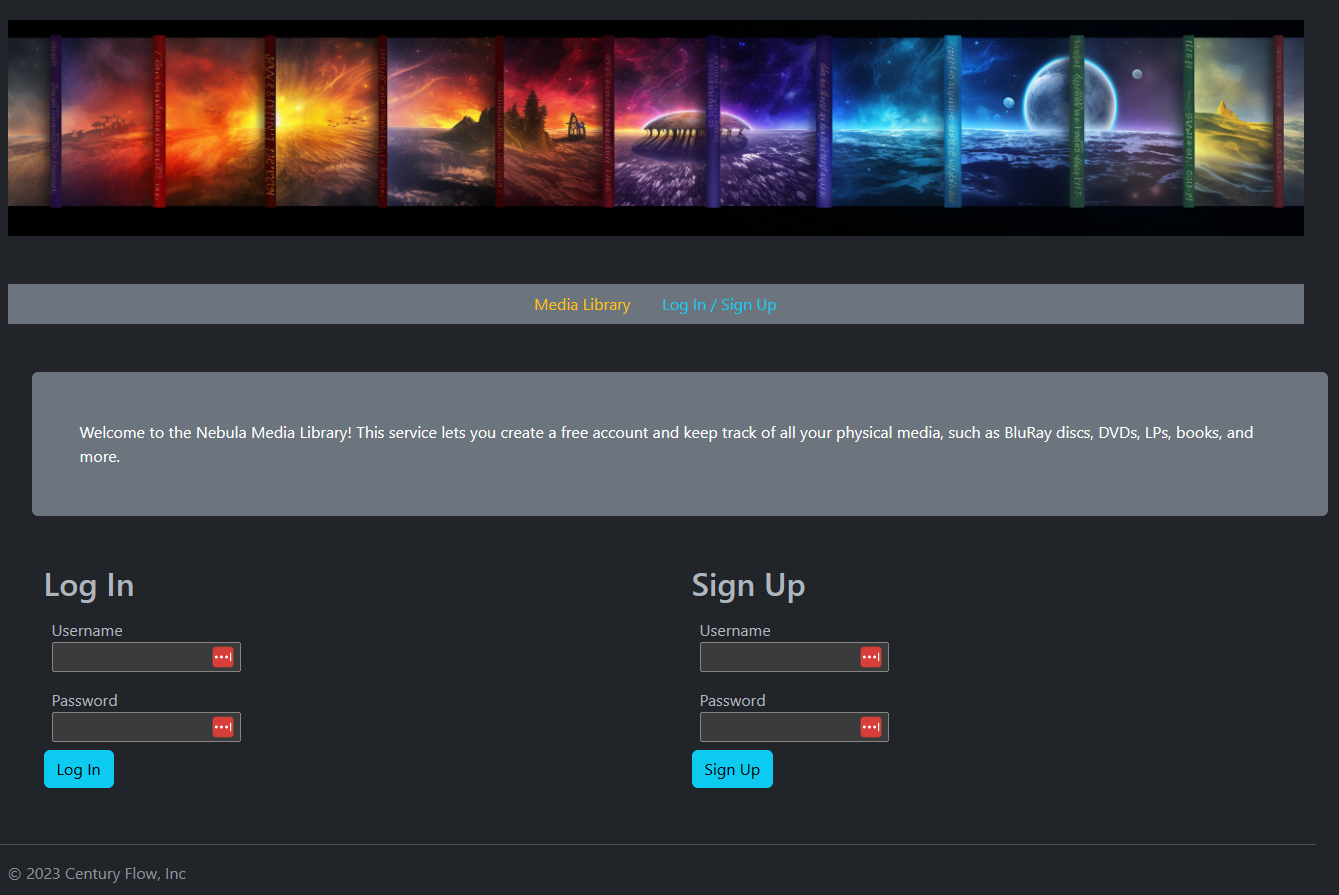 Media Library
Log In / Sign Up
Welcome to the Nebula Media Library! This service lets you create a free account and keep track of all your physical media, such as BluRay discs, DVDs, LPs, books, and
more.
Log In
Username
Password
Log In
Sign Up
Username
Password
Sign Up
© 2023 Century Flow, Inc